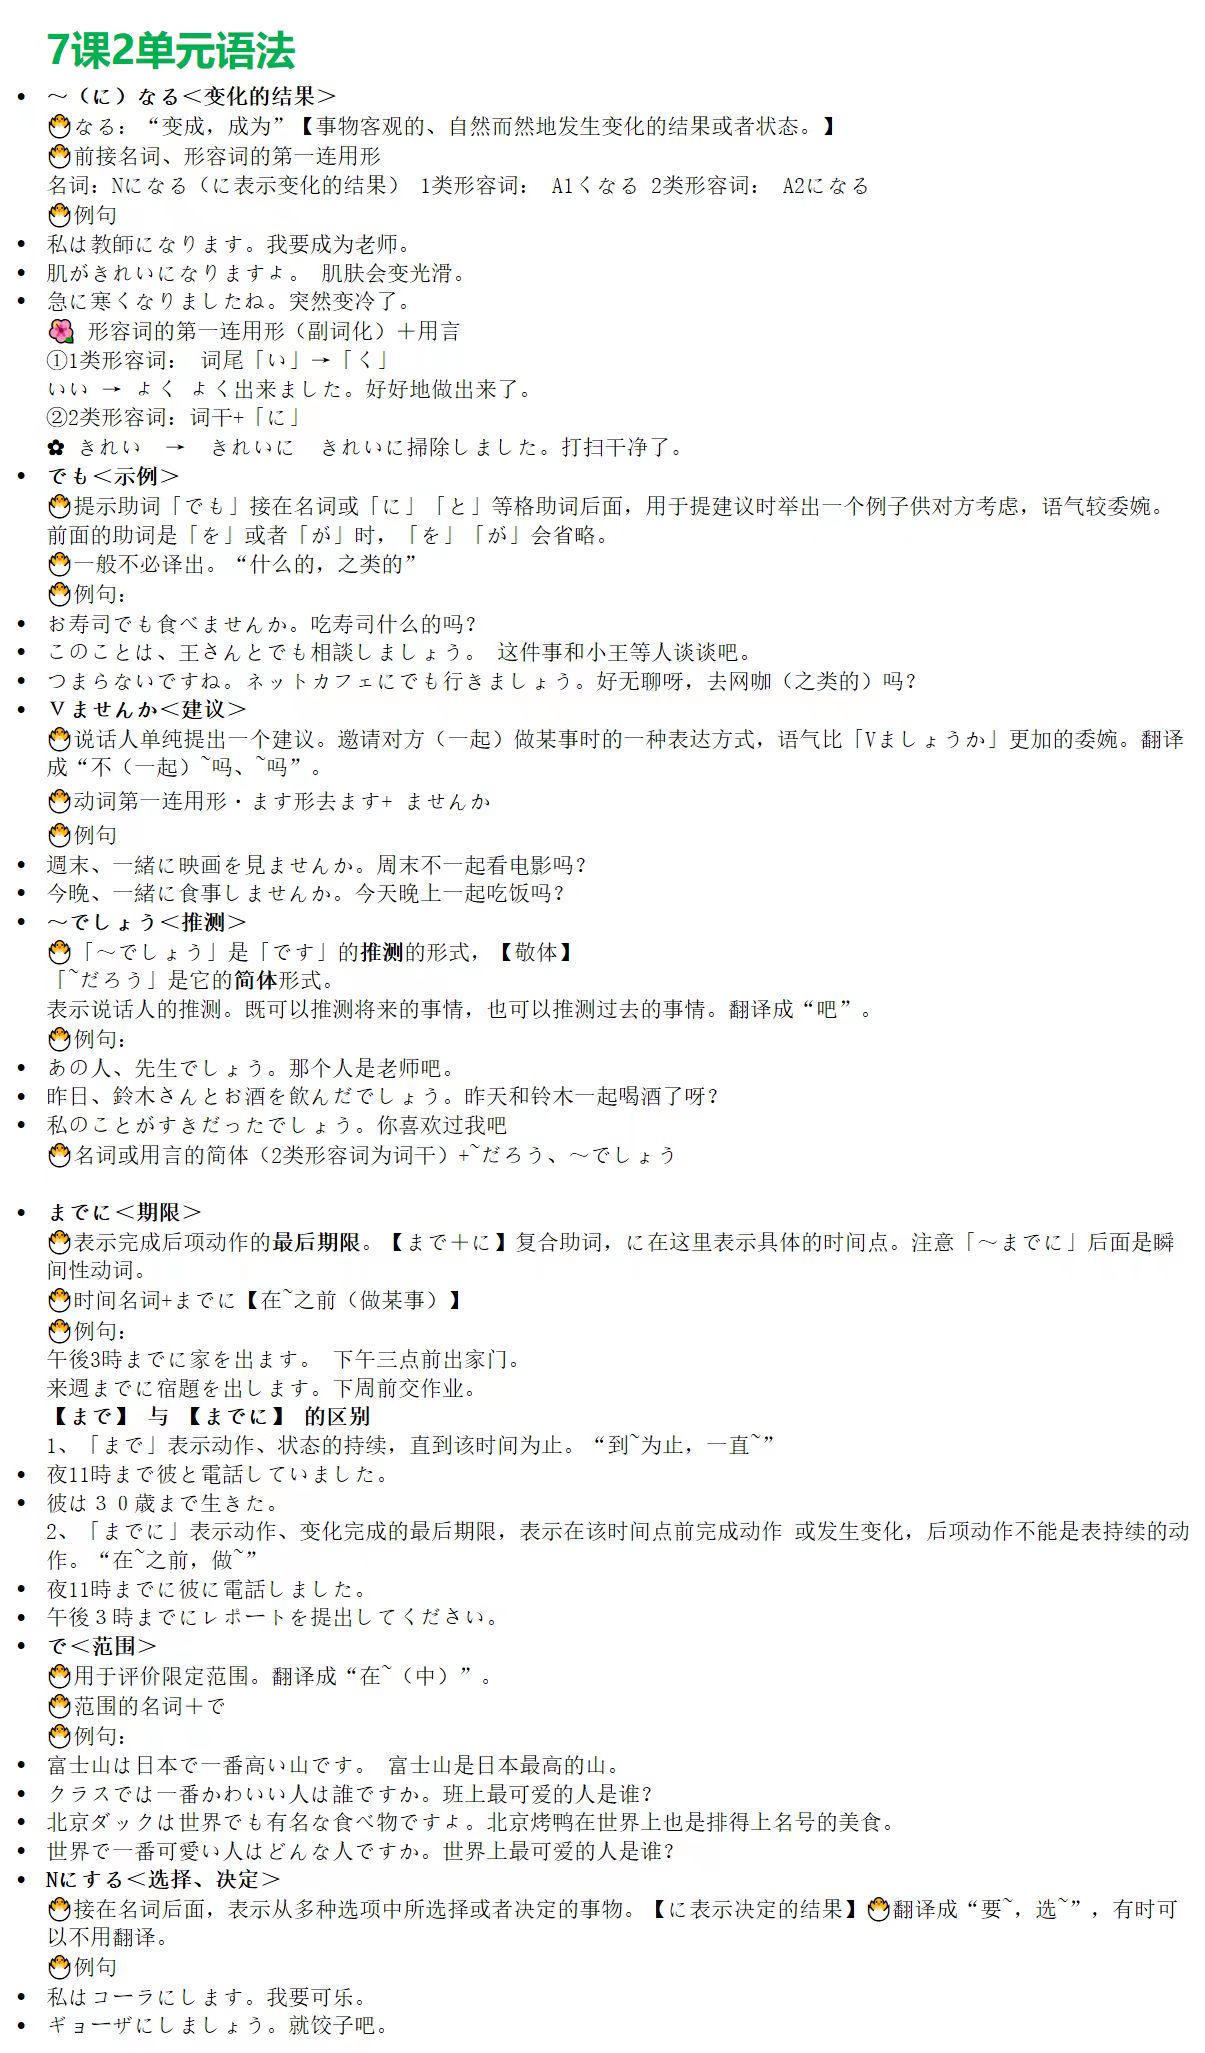 7课2单元语法
• ～（に）なる＜变化的结果＞
🐣なる：“变成，成为”【事物客观的、自然而然地发生变化的结果或者状态。】
🐣前接名词、形容词的第一连用形
名词：Nになる（に表示变化的结果） 1类形容词： A1くなる 2类形容词： A2になる
🐣例句
• 私は教師になります。我要成为老师。
• 肌がきれいになりますよ。 肌肤会变光滑。
• 急に寒くなりましたね。突然变冷了。
🌺 形容词的第一连用形（副词化）＋用言
①1类形容词： 词尾「い」→「く」
いい → よく よく出来ました。好好地做出来了。
②2类形容词：词干+「に」
✿ きれい → きれいに きれいに掃除しました。打扫干净了。
• でも＜示例＞
🐣提示助词「でも」接在名词或「に」「と」等格助词后面，用于提建议时举出一个例子供对方考虑，语气较委婉。
前面的助词是「を」或者「が」时，「を」「が」会省略。
🐣一般不必译出。“什么的，之类的”
🐣例句：
• お寿司でも食べませんか。吃寿司什么的吗？
• このことは、王さんとでも相談しましょう。 这件事和小王等人谈谈吧。
• つまらないですね。ネットカフェにでも行きましょう。好无聊呀，去网咖（之类的）吗？
• Ｖませんか＜建议＞
🐣说话人单纯提出一个建议。邀请对方（一起）做某事时的一种表达方式，语气比「Vましょうか」更加的委婉。翻译
成“不（一起）~吗、~吗”。
🐣动词第一连用形・ます形去ます+ ませんか
🐣例句
• 週末、一緒に映画を見ませんか。周末不一起看电影吗？
• 今晩、一緒に食事しませんか。今天晚上一起吃饭吗？
• ～でしょう＜推测＞
🐣「～でしょう」是「です」的推测的形式，【敬体】
「~だろう」是它的简体形式。
表示说话人的推测。既可以推测将来的事情，也可以推测过去的事情。翻译成“吧”。
🐣例句：
• あの人、先生でしょう。那个人是老师吧。
• 昨日、鈴木さんとお酒を飲んだでしょう。昨天和铃木一起喝酒了呀？
• 私のことがすきだったでしょう。你喜欢过我吧
🐣名词或用言的简体（2类形容词为词干）+~だろう、～でしょう
• までに＜期限＞
🐣表示完成后项动作的最后期限。【まで＋に】复合助词，に在这里表示具体的时间点。注意「～までに」后面是瞬
间性动词。
🐣时间名词+までに【在~之前（做某事）】
🐣例句：
午後3時までに家を出ます。 下午三点前出家门。
来週までに宿題を出します。下周前交作业。
【まで】 与 【までに】 的区别
1、「まで」表示动作、状态的持续，直到该时间为止。“到~为止，一直~”
• 夜11時まで彼と電話していました。
• 彼は３０歳まで生きた。
2、「までに」表示动作、变化完成的最后期限，表示在该时间点前完成动作 或发生变化，后项动作不能是表持续的动
作。“在~之前，做~”
• 夜11時までに彼に電話しました。
• 午後３時までにレポートを提出してください。
• で＜范围＞
🐣用于评价限定范围。翻译成“在~（中）”。
🐣范围的名词＋で
🐣例句：
• 富士山は日本で一番高い山です。 富士山是日本最高的山。
• クラスでは一番かわいい人は誰ですか。班上最可爱的人是谁？
• 北京ダックは世界でも有名な食べ物ですよ。北京烤鸭在世界上也是排得上名号的美食。
• 世界で一番可愛い人はどんな人ですか。世界上最可爱的人是谁？
• Nにする＜选择、决定＞
🐣接在名词后面，表示从多种选项中所选择或者决定的事物。【に表示决定的结果】🐣翻译成“要~，选~”，有时可
以不用翻译。
🐣例句
• 私はコーラにします。我要可乐。
• ギョーザにしましょう。就饺子吧。